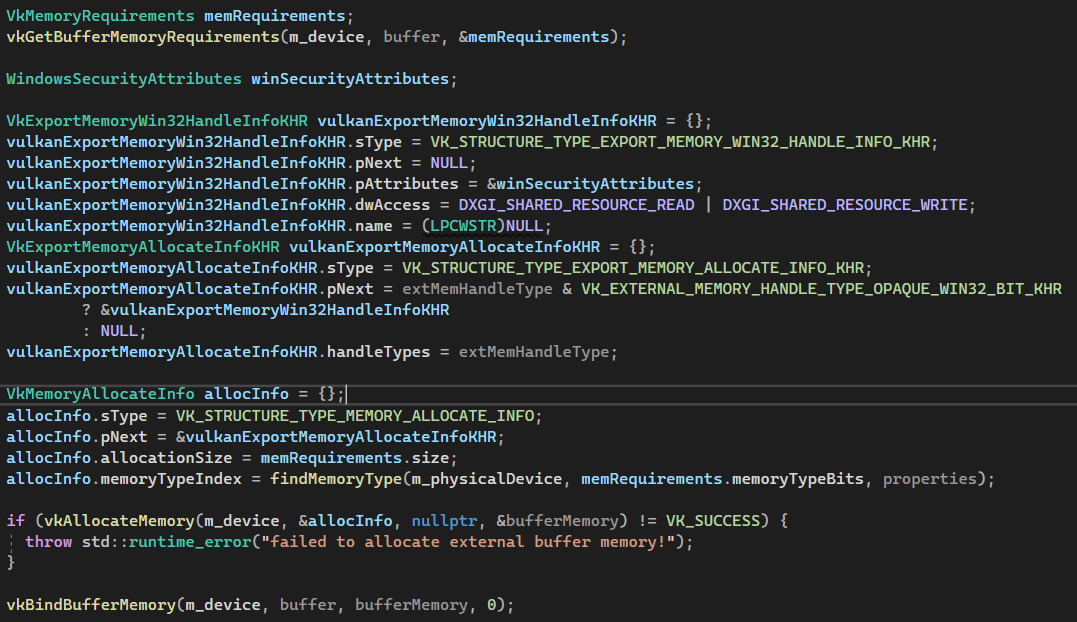 VkMemoryRequirements memRequirements;
vkGetBufferMemoryRequirements(m_device, buffer, &memRequirements);
WindowsSecurityAttributes winSecurityAttributes;
VkExportMemoryWin32HandleInfoKHR vulkanExportMemoryWin32HandleInfoKHR = {};
vulkanExportMemoryWin32HandleInfoKHR.sType = VK_STRUCTURE_TYPE_EXPORT_MEMORY_WIN32_HANDLE_INFO_KHR;
vulkanExportMemoryWin32HandleInfoKHR.pNext = NULL;
vulkanExportMemoryWin32HandleInfoKHR.pAttributes = &winSecurityAttributes;
vulkanExportMemoryWin32HandleInfoKHR.dwAccess = DXGI_SHARED_RESOURCE_READ | DXGI_SHARED_RESOURCE_WRITE;
vulkanExportMemoryWin32HandleInfoKHR.name = (LPCWSTR)NULL;
VkExportMemoryAllocateInfoKHR vulkanExportMemoryAllocateInfoKHR = {};
vulkanExportMemoryAllocateInfoKHR.sType = VK_STRUCTURE_TYPE_EXPORT_MEMORY_ALLOCATE_INFO_KHR;
vulkanExportMemoryAllocateInfoKHR.pNext = extMemHandleType & VK_EXTERNAL_MEMORY_HANDLE_TYPE_OPAQUE_WIN32_BIT_KHR
? &vulkanExportMemoryWin32HandleInfoKHR
: NULL;
vulkanExportMemoryAllocateInfoKHR.handleTypes = extMemHandleType;
VkMemoryAllocateInfo allocInfo = {};
allocInfo.sType = VK_STRUCTURE_TYPE_MEMORY_ALLOCATE_INFO;
allocInfo.pNext = &vulkanExportMemoryAllocateInfoKHR;
allocInfo.allocationSize = memRequirements.size;
allocInfo.memoryTypeIndex = findMemoryType(m_physicalDevice, memRequirements.memoryTypeBits, properties);
if (vkAllocateMemory(m_device, &allocInfo, nullptr, &bufferMemory) != VK_SUCCESS) {
throw std::runtime_error("failed to allocate external buffer memory!");
}
vkBindBufferMemory(m_device, buffer, bufferMemory, 0);